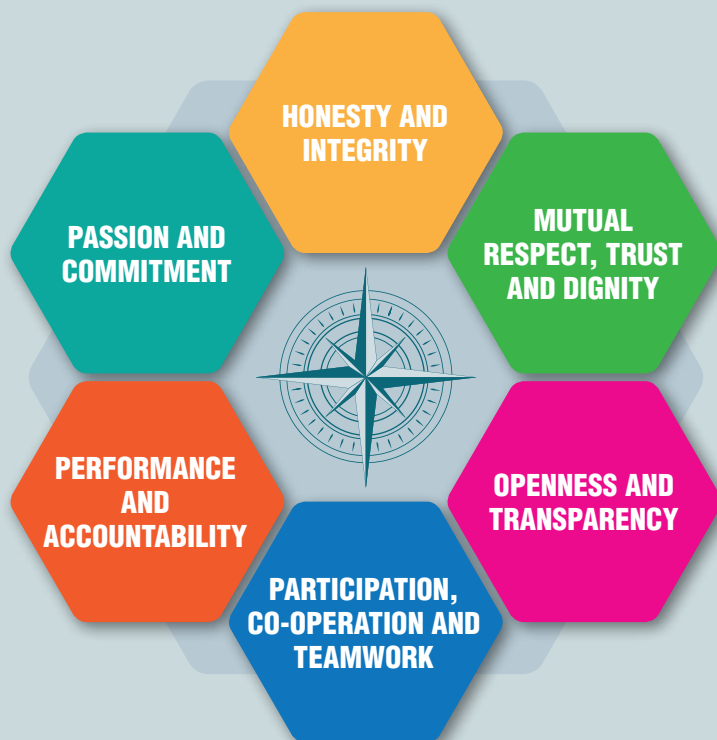 HONESTY AND
INTEGRITY
MUTUAL
RESPECT, TRUST
AND DIGNITY
OPENNESS AND
TRANSPARENCY
PARTICIPATION,
CO-OPERATION AND
TEAMWORK
PERFORMANCE
AND
ACCOUNTABILITY
PASSION AND
COMMITMENT